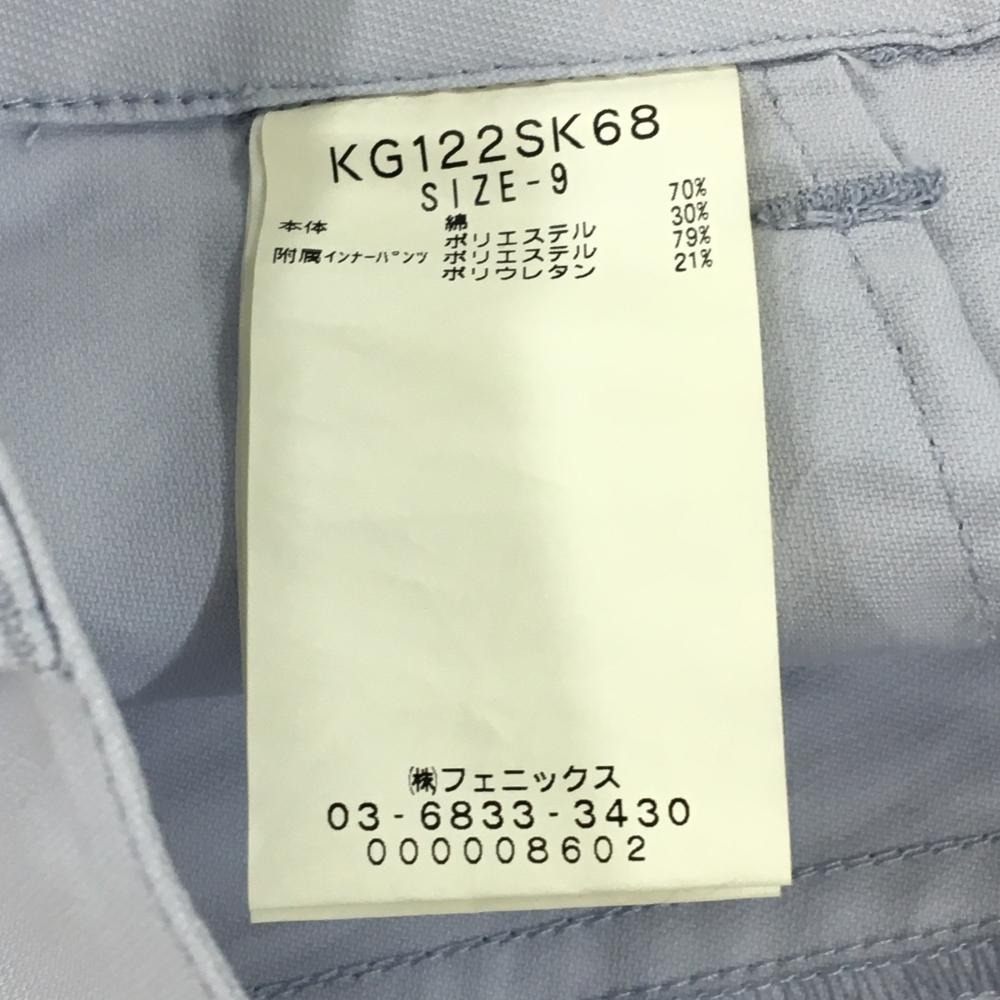 KG122SK68
SIZE-9
本体 綿 70%
ポリエステル 30%
附属インナーパンツ ポリエステル 79%
ポリウレタン 21%
㈱フェニックス
03-6833-3430
000008602